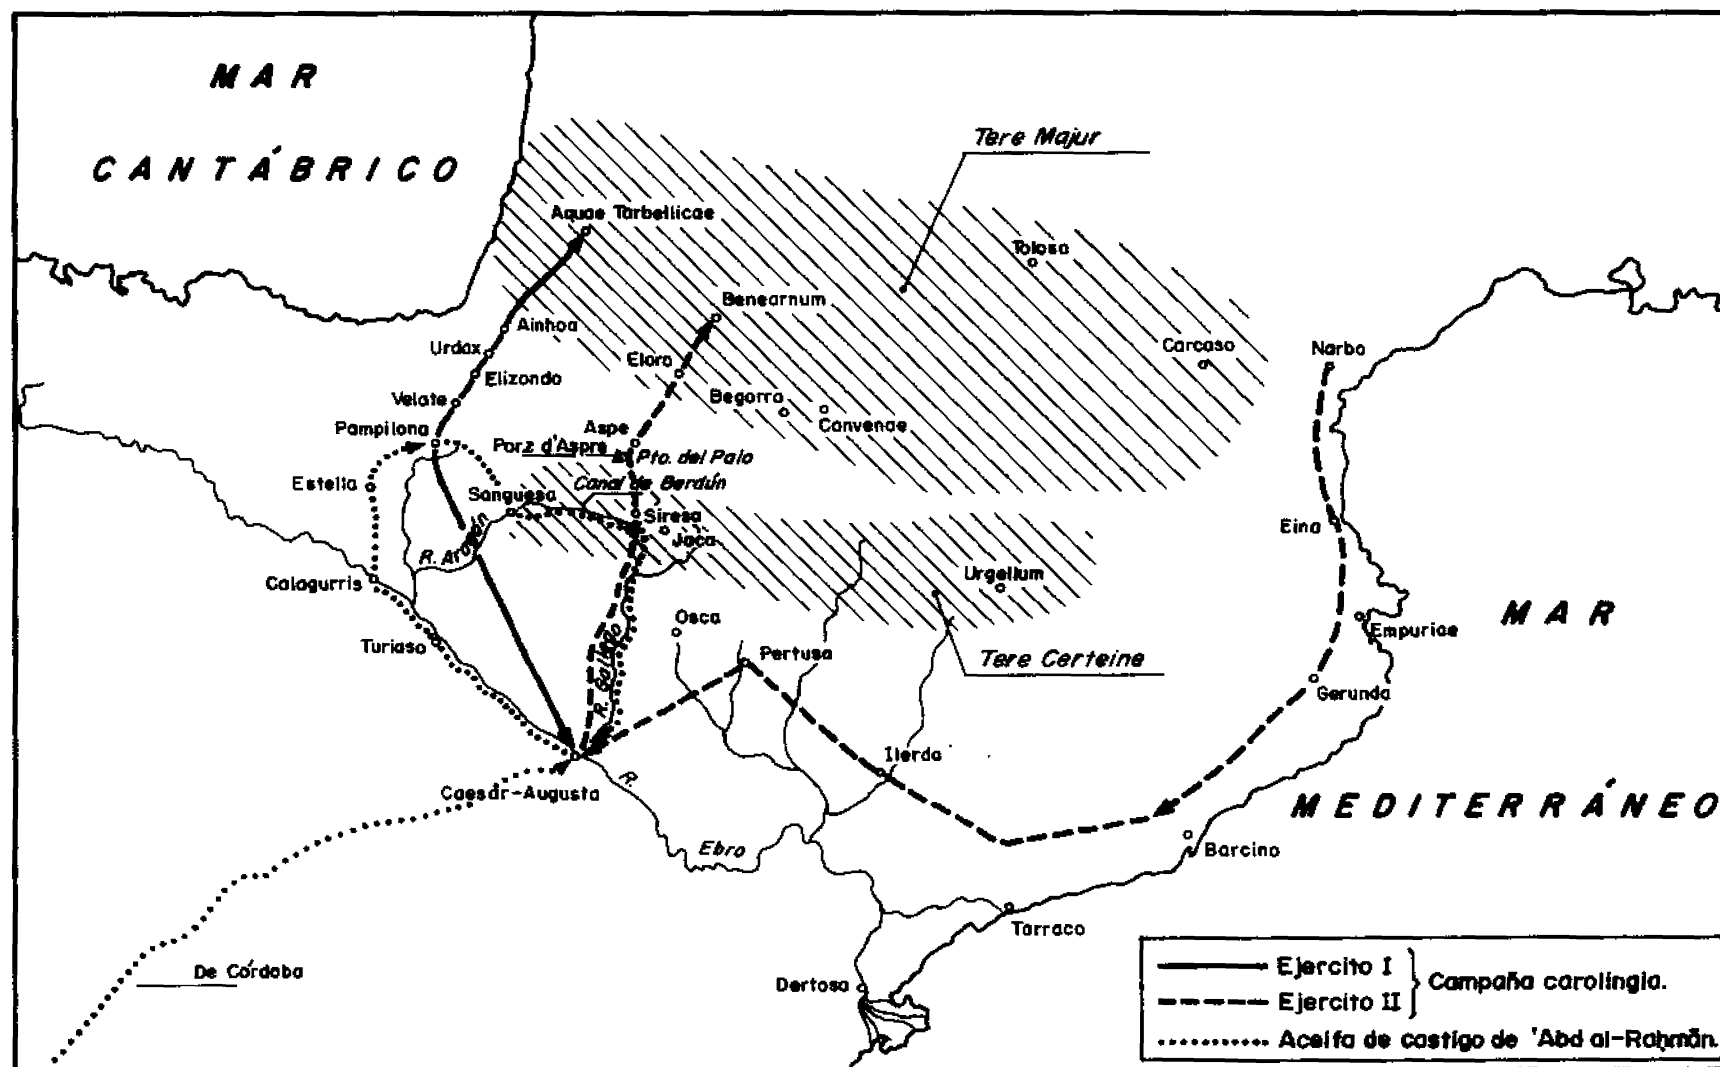 MAR
CANTÁBRICO
Tere Majur
Aquae Tarbellicae
Tolosa
Benearnum
Ainhoa
Urdax
Elizondo
Elora
Carcaso
Narbo
Velate
Begorra
Convenae
Pampilona
Aspe
Porz d'Aspre
Pto. del Palo
Estella
Sanguesa
Canal de Berdún
Siresa
Jaca
Eina
R. Aragón
Calagurris
Urgellum
Empuriae
MAR
Turiaso
Osca
Pertusa
Tere Certeine
R. Gallego
Gerunda
Ilerda
Caesar-Augusta
R.
Ebro
MEDITERRÁNEO
Barcino
Tarraco
De Córdoba
Dertosa
Ejercito I
Ejercito II
Campaña carolingia.
Aceifa de castigo de 'Abd al-Raḥmān.